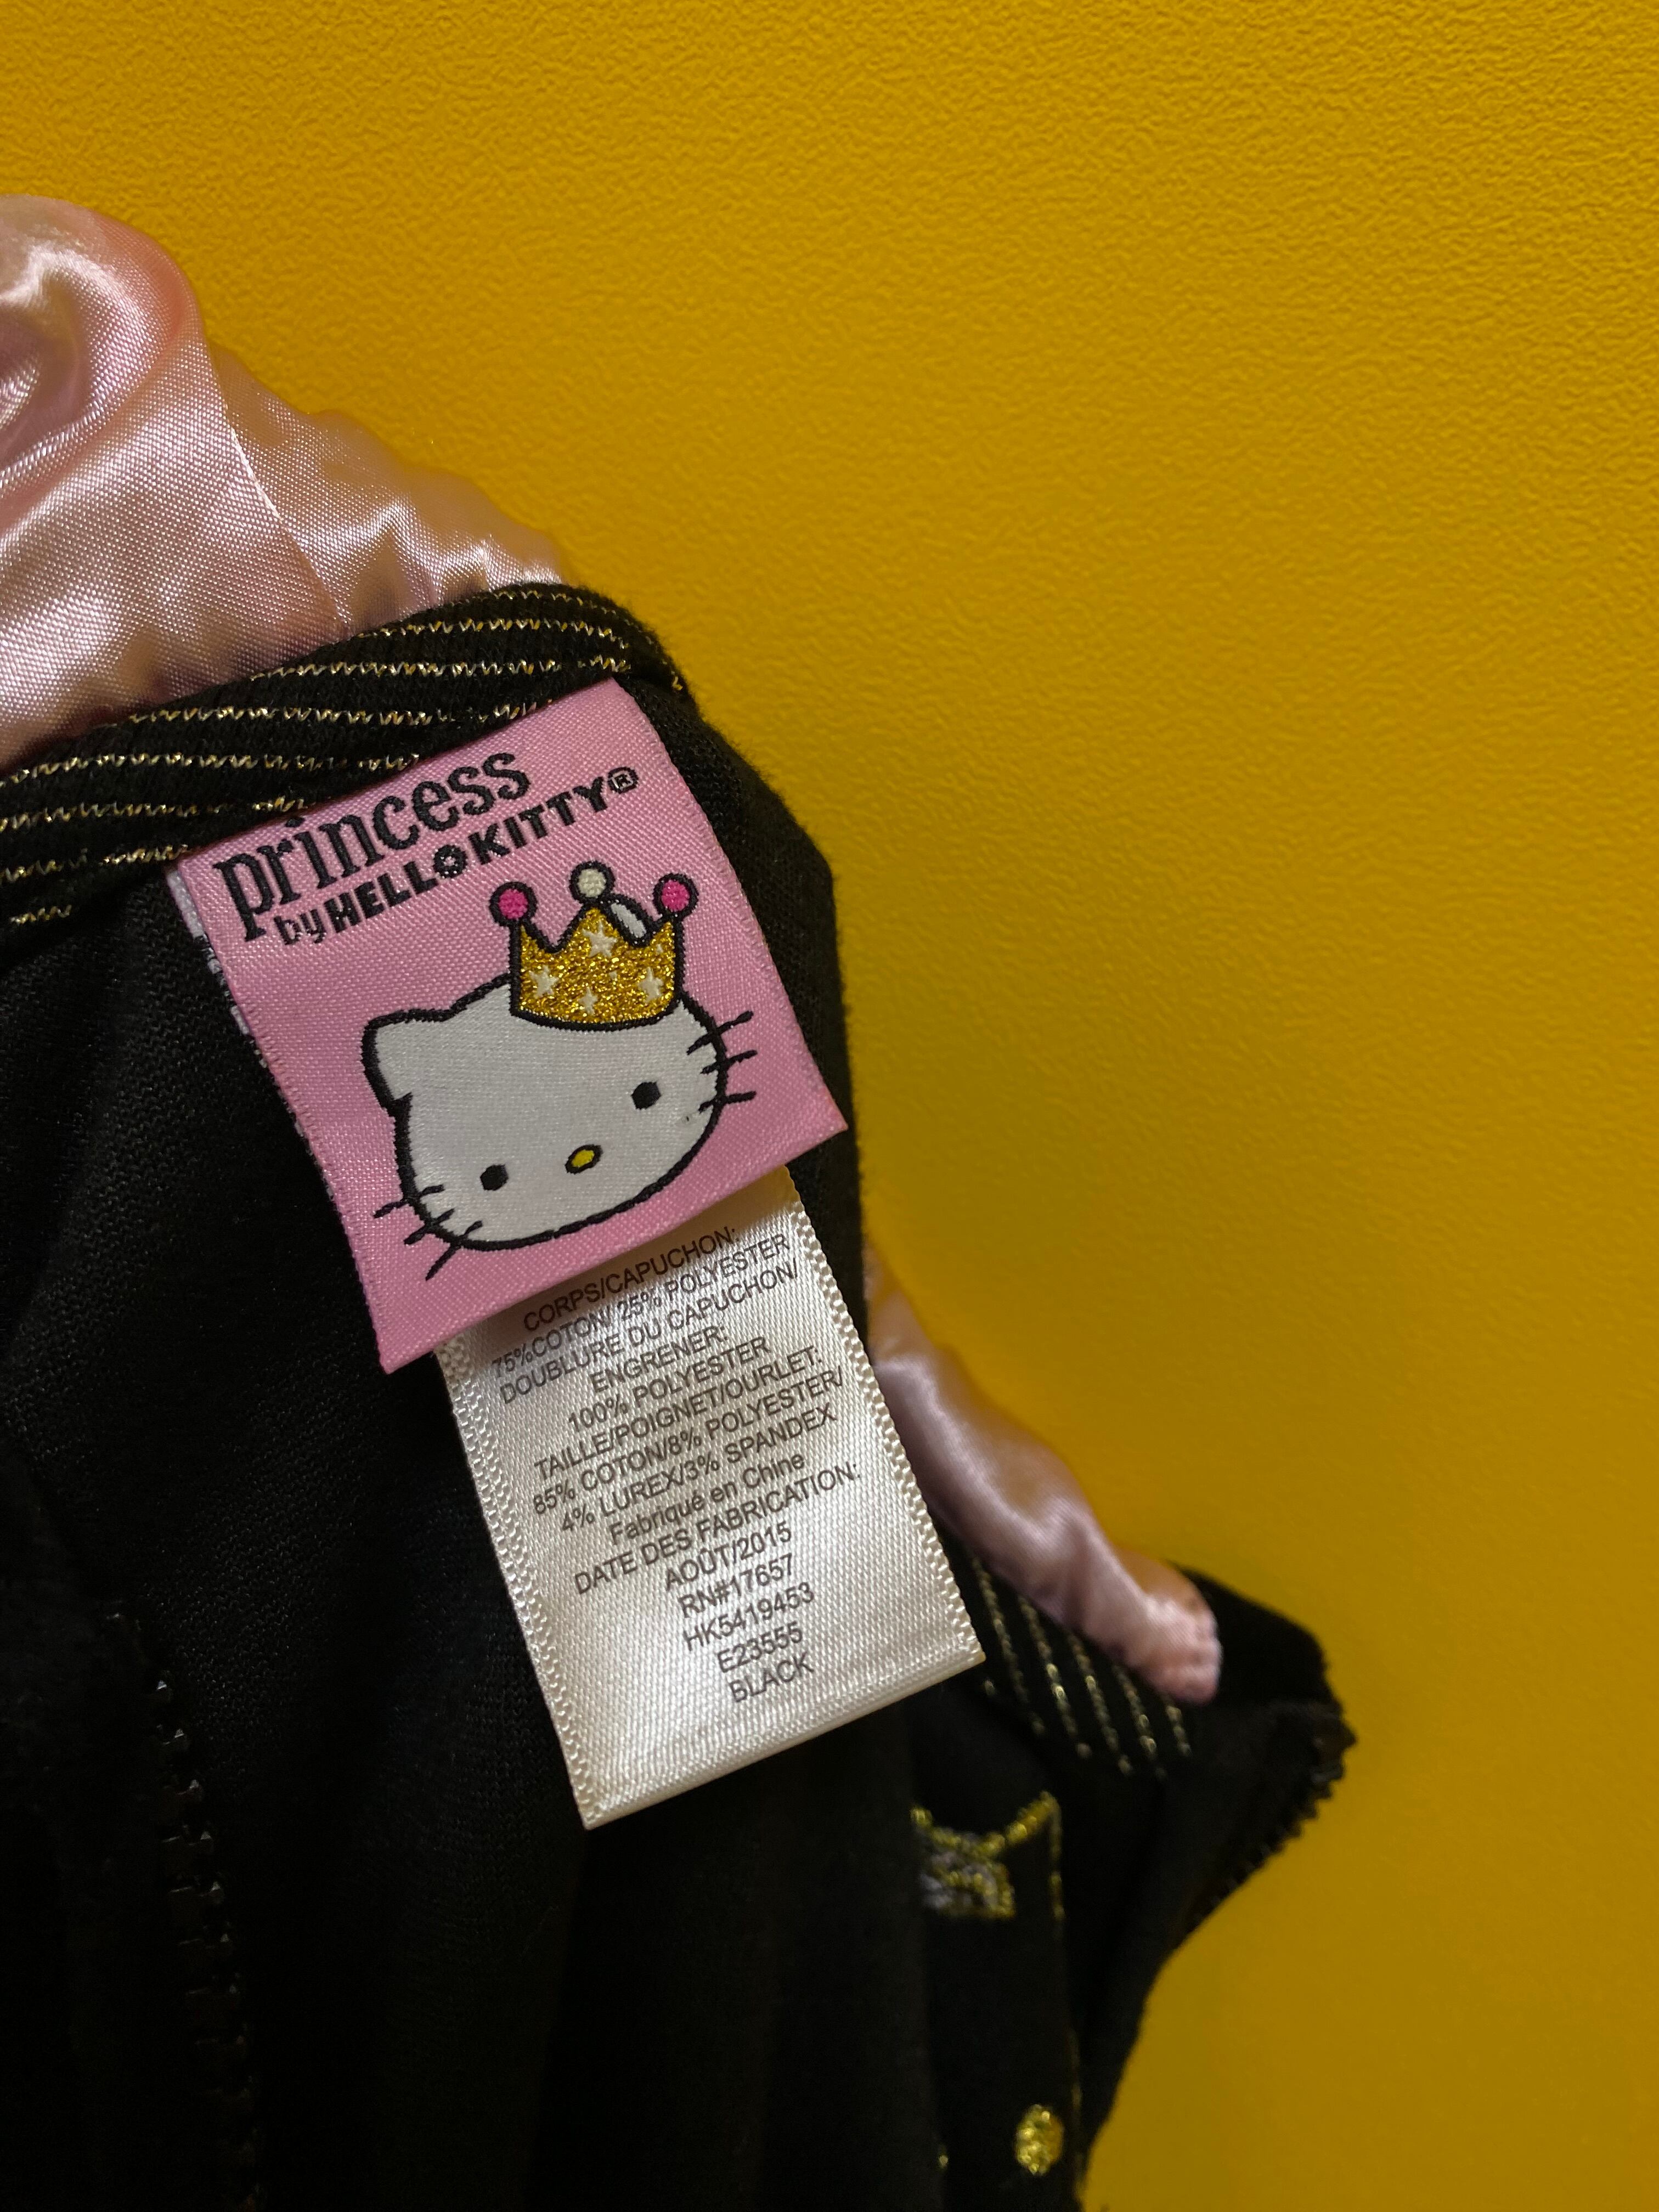 princess
by HELLO KITTY®
CORPS/CAPUCHON:
75%COTON/ 25% POLYESTER
DOUBLURE DU CAPUCHON/
ENGRENER:
100% POLYESTER
TAILLE/POIGNET/OURLET:
85% COTON/8% POLYESTER/
4% LUREX/3% SPANDEX
Fabriqué en Chine
DATE DES FABRICATION:
AOÛT/2015
RN#17657
HK5419453
E23555
BLACK